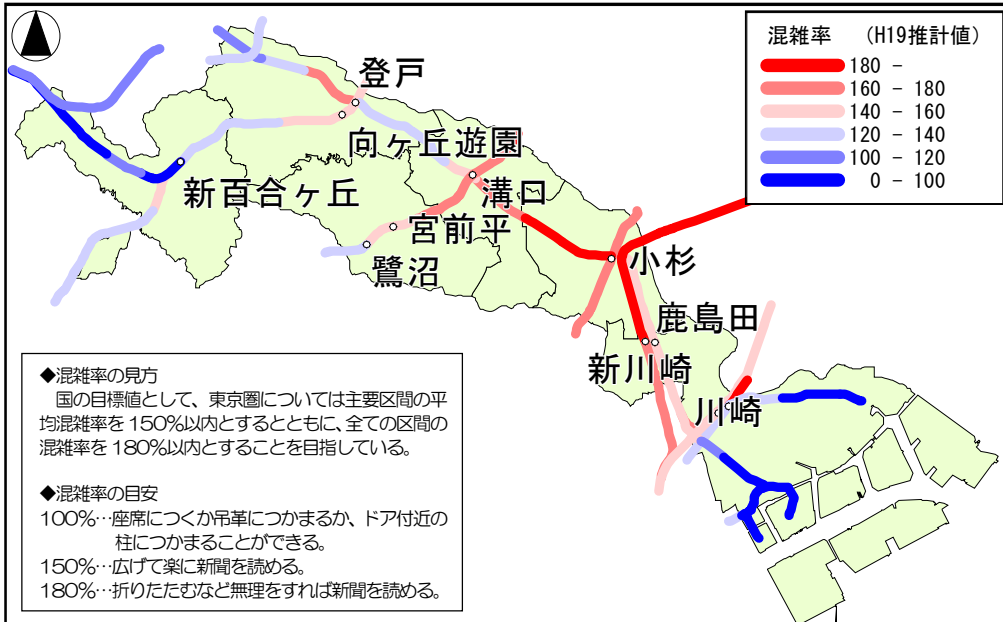 混雑率 (H19推計値)
180 -
160 - 180
140 - 160
120 - 140
100 - 120
0 - 100
登戸
向ヶ丘遊園
新百合ヶ丘
溝口
宮前平
鷺沼
小杉
鹿島田
新川崎
川崎
◆混雑率の見方
国の目標値として、東京圏については主要区間の平
均混雑率を150%以内とするとともに、全ての区間の
混雑率を180%以内とすることを目指している。
◆混雑率の目安
100%…座席につくか吊革につかまるか、ドア付近の
柱につかまることができる。
150%…広げて楽に新聞を読める。
180%…折りたたむなど無理をすれば新聞を読める。